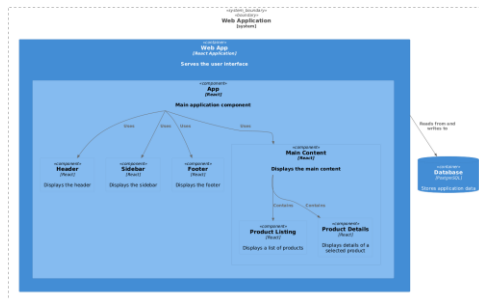 «system_boundary»
«boundary»
Web Application
[system]
«container»
Web App
[React Application]
Serves the user interface
«component»
App
[React]
Main application component
Uses
Uses
Uses
Uses
Reads from and
writes to
«component»
Header
[React]
Displays the header
«component»
Sidebar
[React]
Displays the sidebar
«component»
Footer
[React]
Displays the footer
«component»
Main Content
[React]
Displays the main content
«container»
Database
[PostgreSQL]
Stores application data
Contains
Contains
«component»
Product Listing
[React]
Displays a list of products
«component»
Product Details
[React]
Displays details of a
selected product